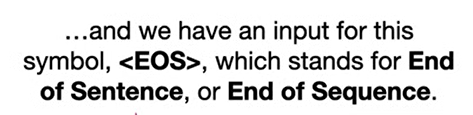 ...and we have an input for this
symbol, <EOS>, which stands for End
of Sentence, or End of Sequence.